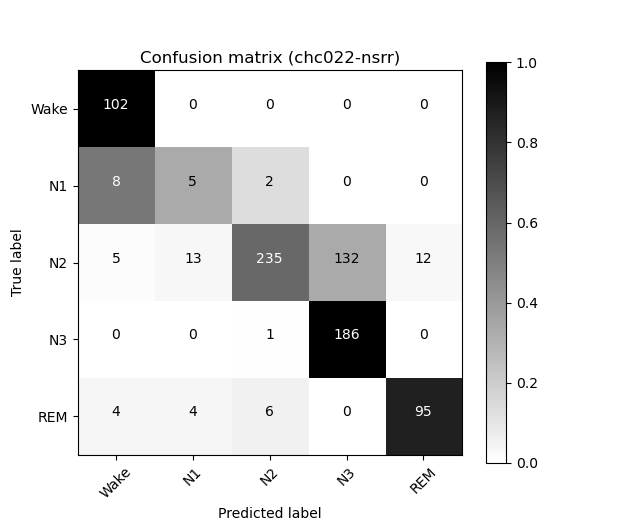 Confusion matrix (chc022-nsrr)
1.0
0.8
0.6
0.4
0.2
0.0
True label
Wake 102 0 0 0 0
N1 8 5 2 0 0
N2 5 13 235 132 12
N3 0 0 1 186 0
REM 4 4 6 0 95
Wake N1 N2 N3 REM
Predicted label